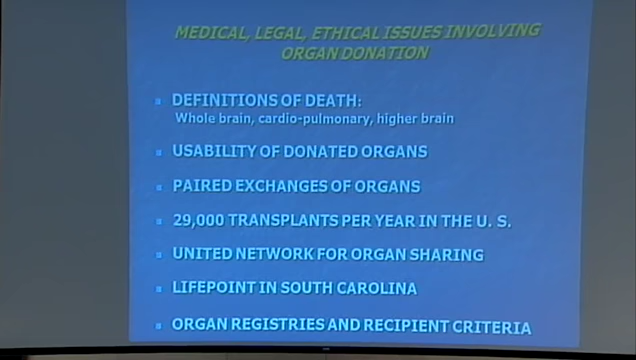 MEDICAL, LEGAL, ETHICAL ISSUES INVOLVING
ORGAN DONATION
DEFINITIONS OF DEATH:
Whole brain, cardio-pulmonary, higher brain
USABILITY OF DONATED ORGANS
PAIRED EXCHANGES OF ORGANS
29,000 TRANSPLANTS PER YEAR IN THE U. S.
UNITED NETWORK FOR ORGAN SHARING
LIFEPOINT IN SOUTH CAROLINA
ORGAN REGISTRIES AND RECIPIENT CRITERIA